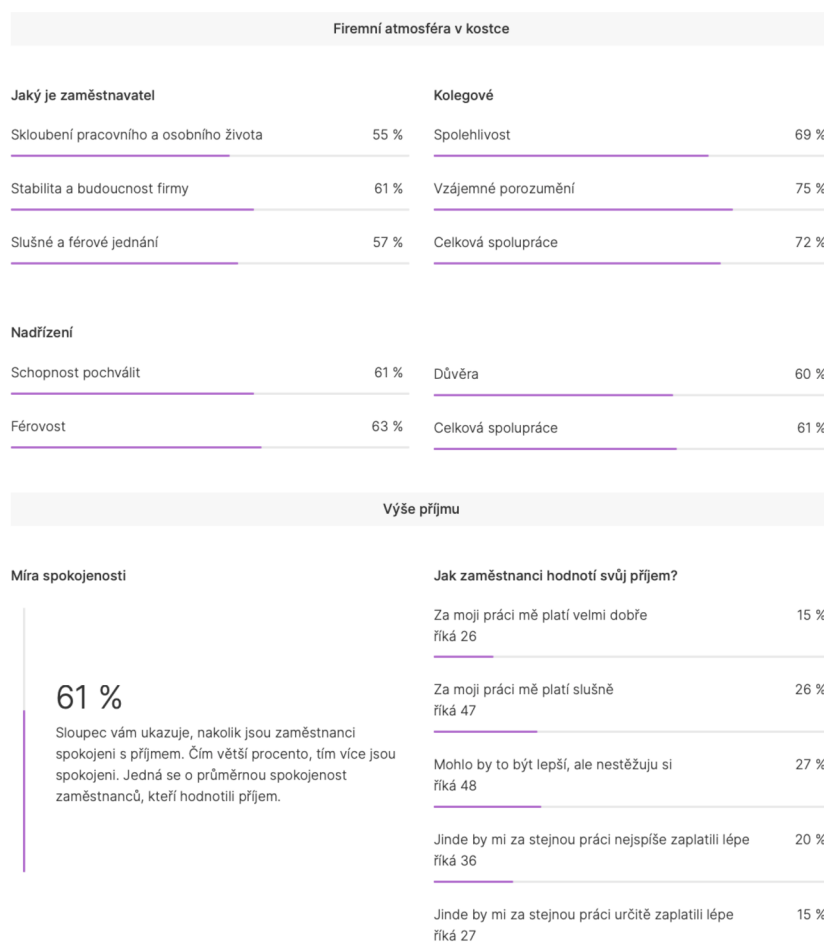 Firemní atmosféra v kostce
Jaký je zaměstnavatel
Skloubení pracovního a osobního života 55 %
Stabilita a budoucnost firmy 61 %
Slušné a férové jednání 57 %
Kolegové
Spolehlivost 69 %
Vzájemné porozumění 75 %
Celková spolupráce 72 %
Nadřízení
Schopnost pochválit 61 %
Férovost 63 %
Důvěra 60 %
Celková spolupráce 61 %
Výše příjmu
Míra spokojenosti
61 %
Sloupec vám ukazuje, nakolik jsou zaměstnanci
spokojeni s příjmem. Čím větší procento, tím více jsou
spokojeni. Jedná se o průměrnou spokojenost
zaměstnanců, kteří hodnotili příjem.
Jak zaměstnanci hodnotí svůj příjem?
Za moji práci mě platí velmi dobře 15 %
říká 26
Za moji práci mě platí slušně 26 %
říká 47
Mohlo by to být lepší, ale nestěžuju si 27 %
říká 48
Jinde by mi za stejnou práci nejspíše zaplatili lépe 20 %
říká 36
Jinde by mi za stejnou práci určitě zaplatili lépe 15 %
říká 27